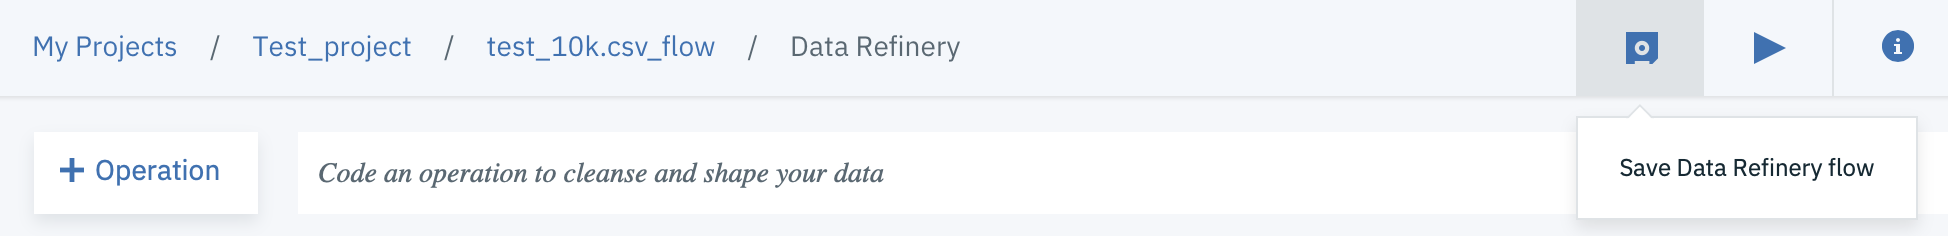 My Projects / Test_project / test_10k.csv_flow / Data Refinery
+ Operation
Code an operation to cleanse and shape your data
Save Data Refinery flow